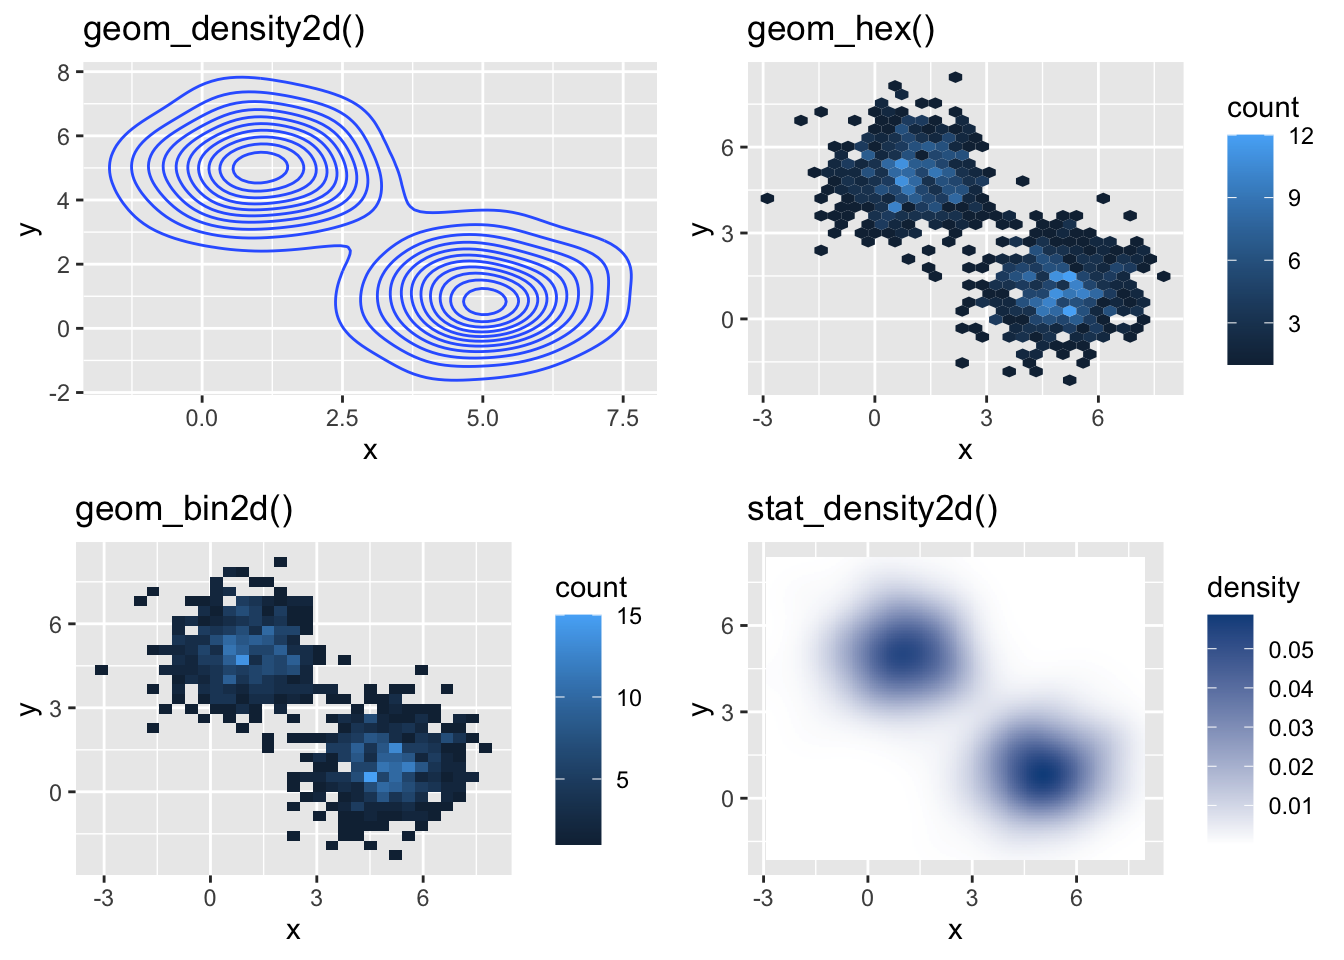 geom_density2d()
8
6
4
2
0
-2
y
0.0 2.5 5.0 7.5
x
geom_hex()
6
3
0
y
-3 0 3 6
x
count
12
9
6
3
geom_bin2d()
6
3
0
y
-3 0 3 6
x
count
15
10
5
stat_density2d()
6
3
0
y
-3 0 3 6
x
density
0.05
0.04
0.03
0.02
0.01